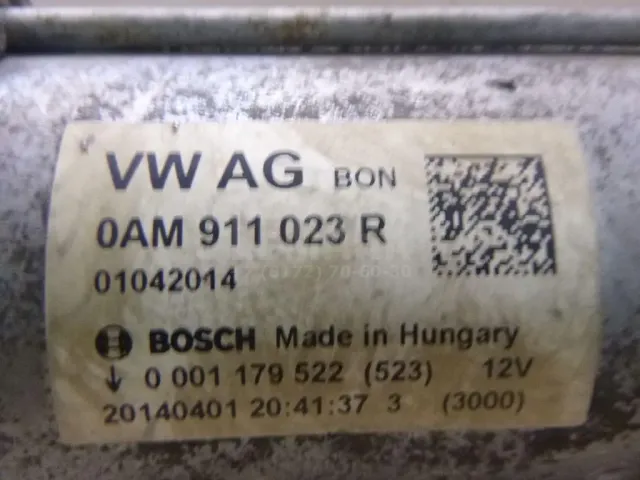 VW AG BON
0AM 911 023 R
01042014
BOSCH Made in Hungary
↓ 0 001 179 522 (523) 12V
20140401 20:41:37 3 (3000)